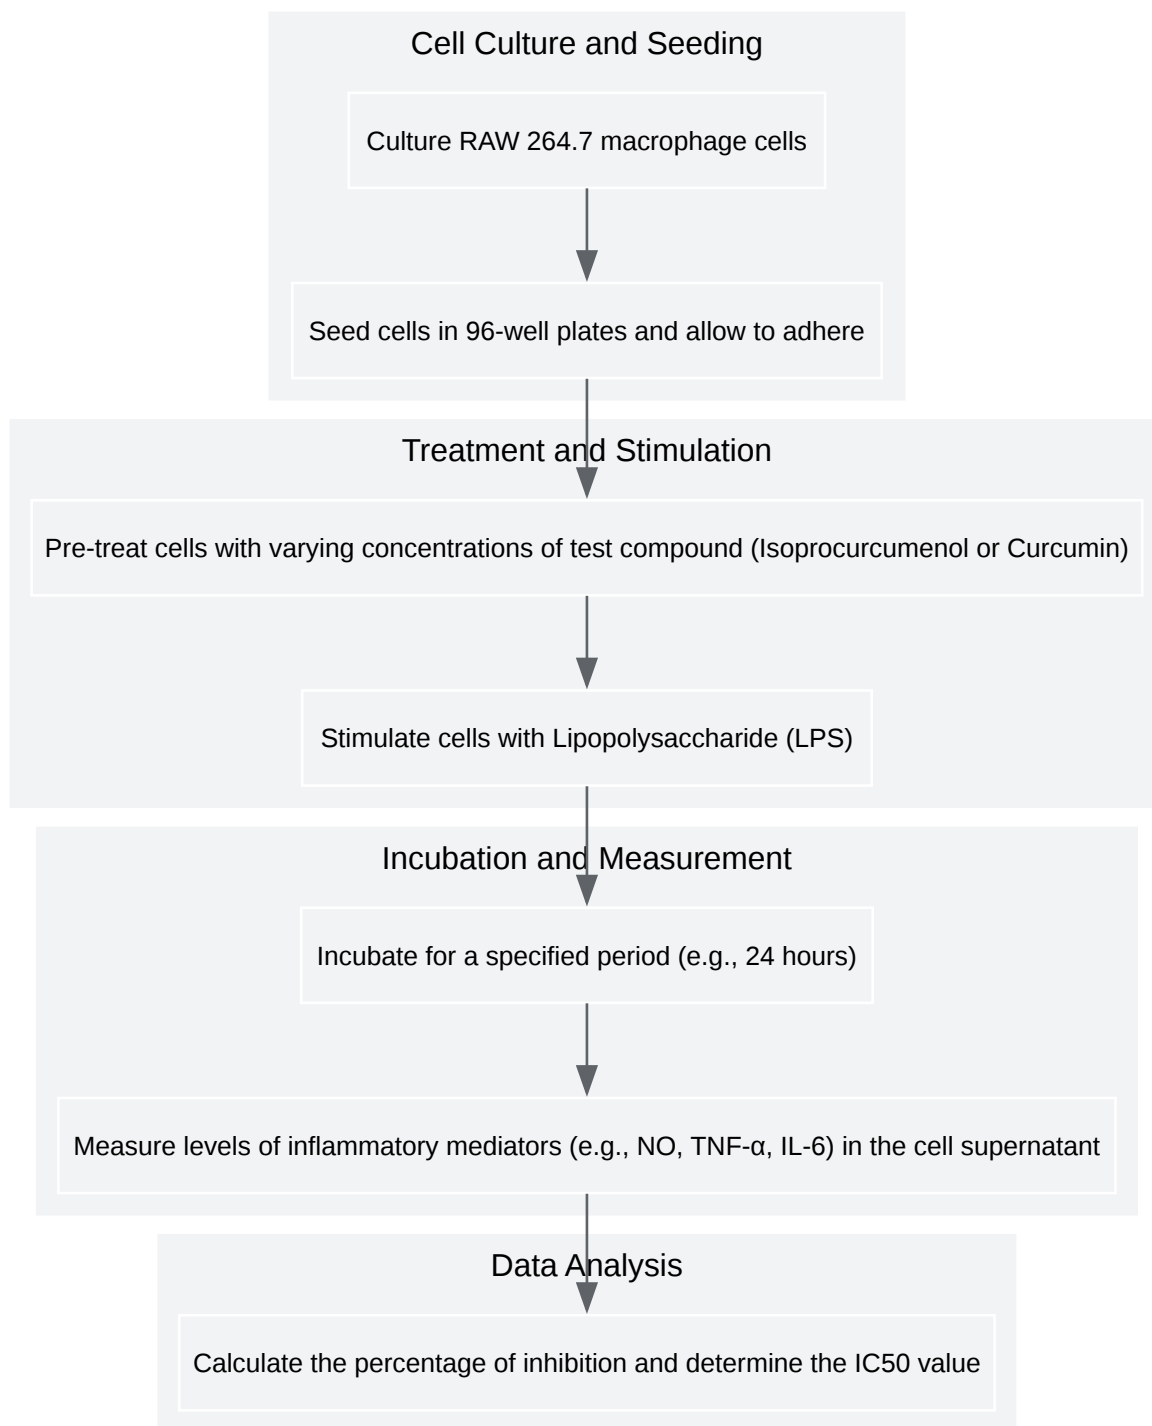 Cell Culture and Seeding
Culture RAW 264.7 macrophage cells
Seed cells in 96-well plates and allow to adhere
Treatment and Stimulation
Pre-treat cells with varying concentrations of test compound (Isoprocurcumenol or Curcumin)
Stimulate cells with Lipopolysaccharide (LPS)
Incubation and Measurement
Incubate for a specified period (e.g., 24 hours)
Measure levels of inflammatory mediators (e.g., NO, TNF-α, IL-6) in the cell supernatant
Data Analysis
Calculate the percentage of inhibition and determine the IC50 value